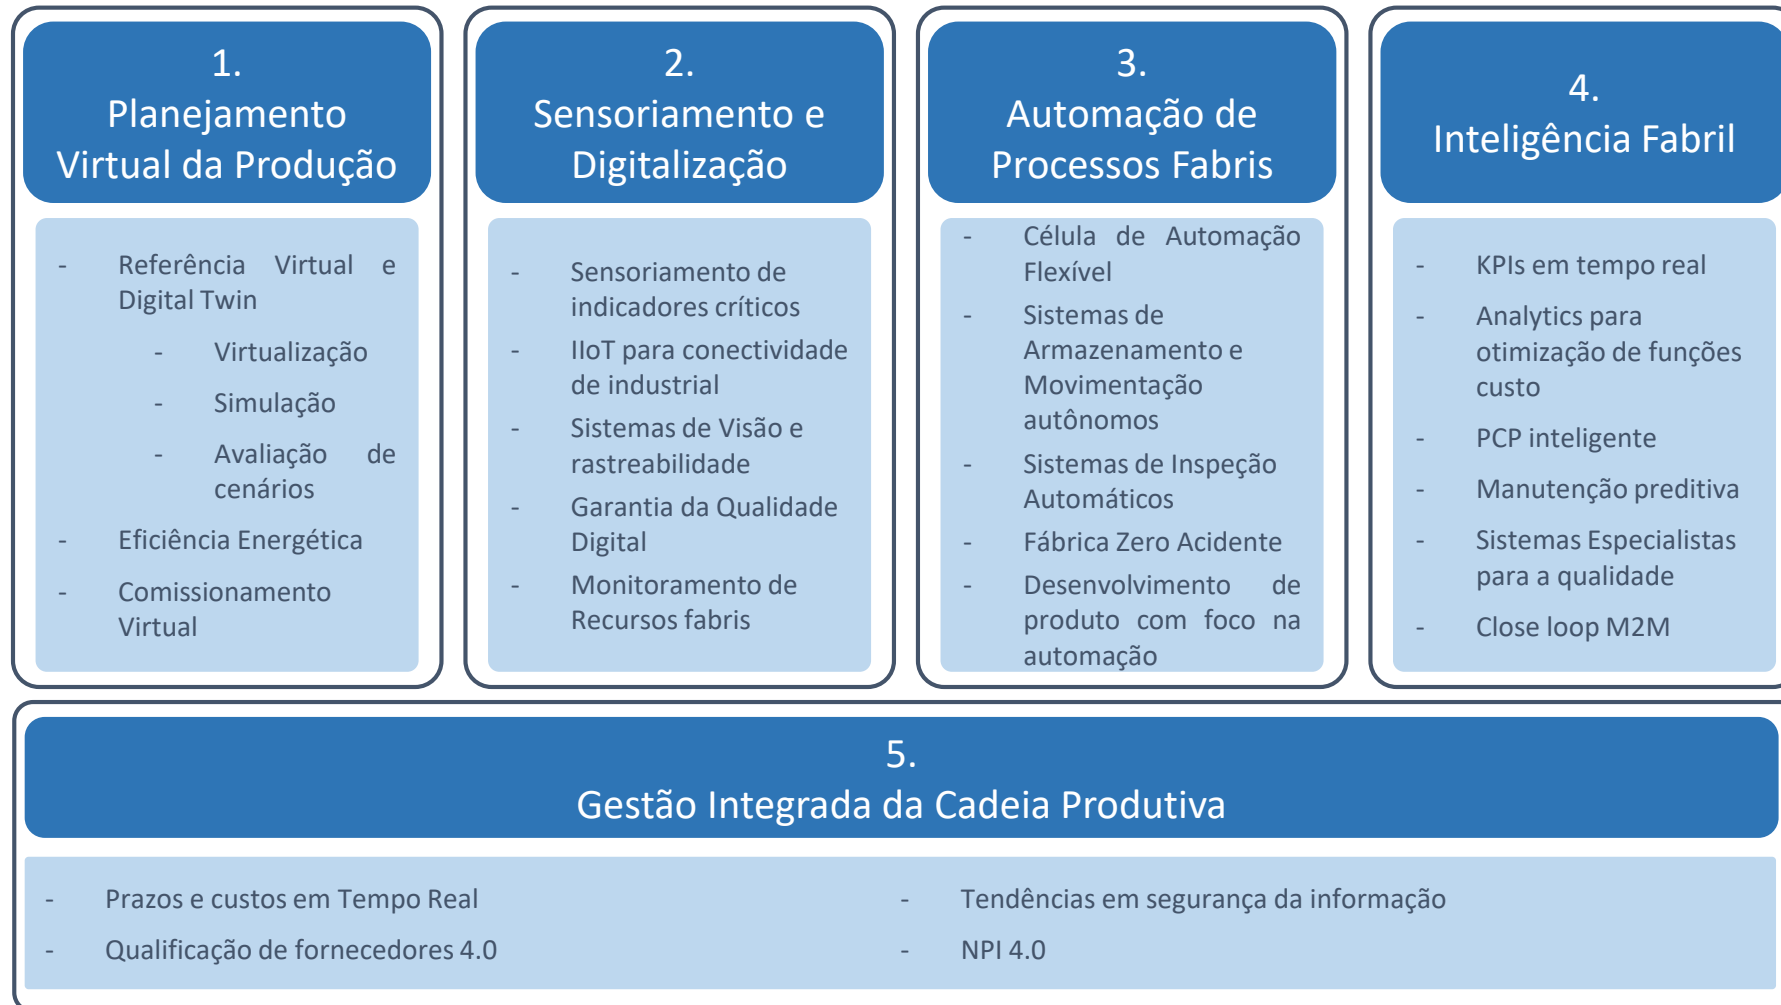 1.
Planejamento
Virtual da Produção
- Referência Virtual e
Digital Twin
- Virtualização
- Simulação
- Avaliação de
cenários
- Eficiência Energética
- Comissionamento
Virtual
2.
Sensoriamento e
Digitalização
- Sensoriamento de
indicadores críticos
- IIoT para conectividade
de industrial
- Sistemas de Visão e
rastreabilidade
- Garantia da Qualidade
Digital
- Monitoramento de
Recursos fabris
3.
Automação de
Processos Fabris
- Célula de Automação
Flexível
- Sistemas de
Armazenamento e
Movimentação
autônomos
- Sistemas de Inspeção
Automáticos
- Fábrica Zero Acidente
- Desenvolvimento de
produto com foco na
automação
4.
Inteligência Fabril
- KPIs em tempo real
- Analytics para
otimização de funções
custo
- PCP inteligente
- Manutenção preditiva
- Sistemas Especialistas
para a qualidade
- Close loop M2M
5.
Gestão Integrada da Cadeia Produtiva
- Prazos e custos em Tempo Real
- Qualificação de fornecedores 4.0
- Tendências em segurança da informação
- NPI 4.0